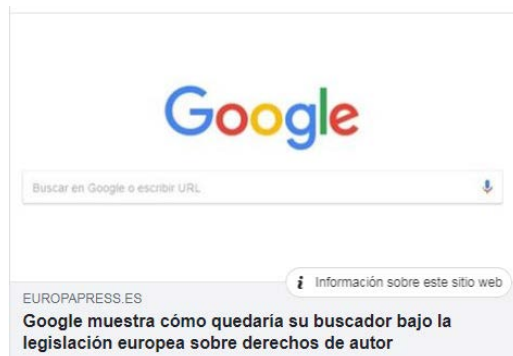 Google
Buscar en Google o escribir URL
i Información sobre este sitio web
EUROPAPRESS.ES
Google muestra cómo quedaría su buscador bajo la
legislación europea sobre derechos de autor